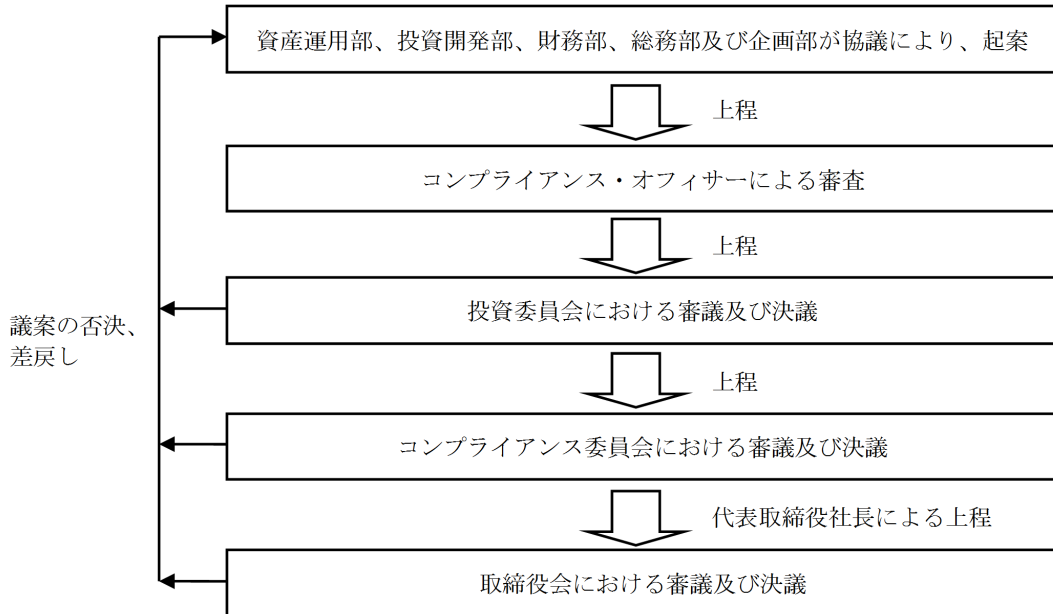 資産運用部、投資開発部、財務部、総務部及び企画部が協議により、起案
上程
コンプライアンス・オフィサーによる審査
上程
投資委員会における審議及び決議
議案の否決、
差戻し
上程
コンプライアンス委員会における審議及び決議
代表取締役社長による上程
取締役会における審議及び決議